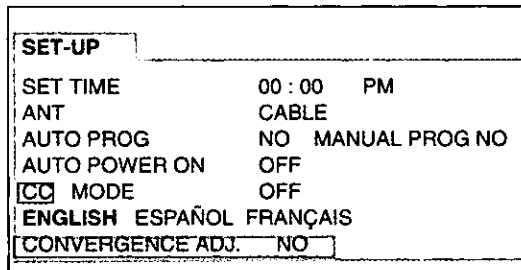 SET-UP
SET TIME 00 : 00 PM
ANT CABLE
AUTO PROG NO MANUAL PROG NO
AUTO POWER ON OFF
CC MODE OFF
ENGLISH ESPAÑOL FRANÇAIS
CONVERGENCE ADJ. NO